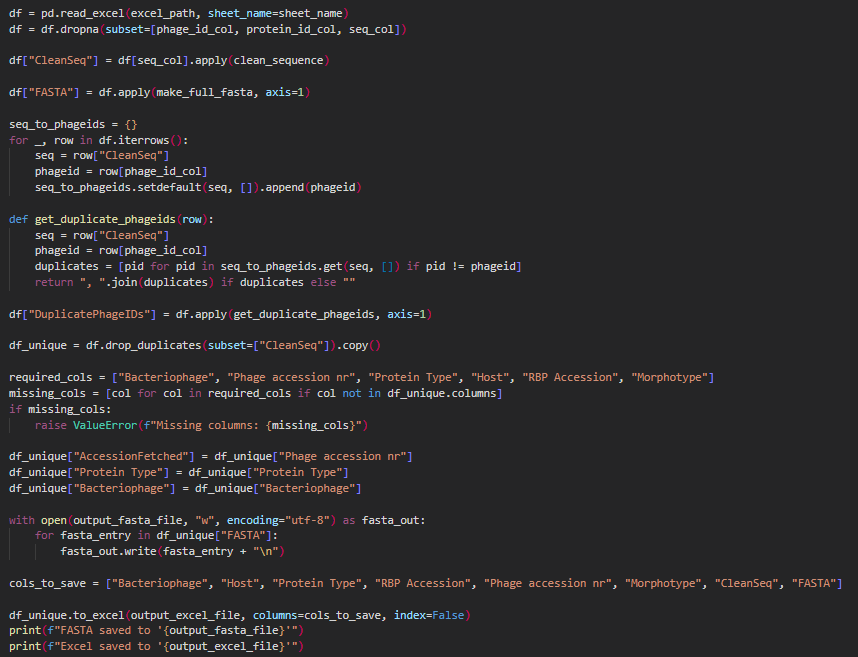 df = pd.read_excel(excel_path, sheet_name=sheet_name)
df = df.dropna(subset=[phage_id_col, protein_id_col, seq_col])

df["CleanSeq"] = df[seq_col].apply(clean_sequence)

df["FASTA"] = df.apply(make_full_fasta, axis=1)

seq_to_phageids = {}
for _, row in df.iterrows():
    seq = row["CleanSeq"]
    phageid = row[phage_id_col]
    seq_to_phageids.setdefault(seq, []).append(phageid)

def get_duplicate_phageids(row):
    seq = row["CleanSeq"]
    phageid = row[phage_id_col]
    duplicates = [pid for pid in seq_to_phageids.get(seq, []) if pid != phageid]
    return ", ".join(duplicates) if duplicates else ""

df["DuplicatePhageIDs"] = df.apply(get_duplicate_phageids, axis=1)

df_unique = df.drop_duplicates(subset=["CleanSeq"]).copy()

required_cols = ["Bacteriophage", "Phage accession nr", "Protein Type", "Host", "RBP Accession", "Morphotype"]
missing_cols = [col for col in required_cols if col not in df_unique.columns]
if missing_cols:
    raise ValueError(f"Missing columns: {missing_cols}")

df_unique["AccessionFetched"] = df_unique["Phage accession nr"]
df_unique["Protein Type"] = df_unique["Protein Type"]
df_unique["Bacteriophage"] = df_unique["Bacteriophage"]

with open(output_fasta_file, "w", encoding="utf-8") as fasta_out:
    for fasta_entry in df_unique["FASTA"]:
        fasta_out.write(fasta_entry + "\n")

cols_to_save = ["Bacteriophage", "Host", "Protein Type", "RBP Accession", "Phage accession nr", "Morphotype", "CleanSeq", "FASTA"]

df_unique.to_excel(output_excel_file, columns=cols_to_save, index=False)
print(f"FASTA saved to '{output_fasta_file}'")
print(f"Excel saved to '{output_excel_file}'")